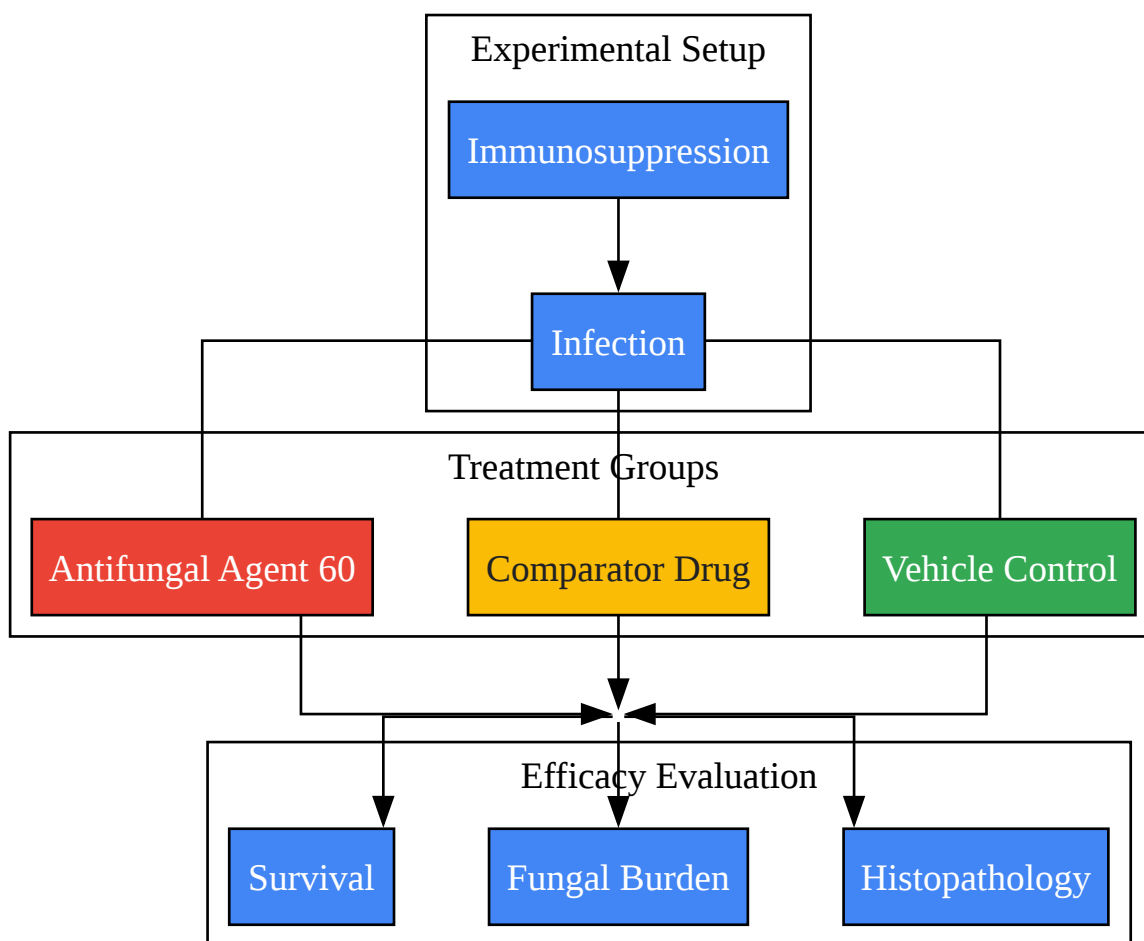 Experimental Setup
Immunosuppression
Infection
Treatment Groups
Antifungal Agent 60
Comparator Drug
Vehicle Control
Efficacy Evaluation
Survival
Fungal Burden
Histopathology